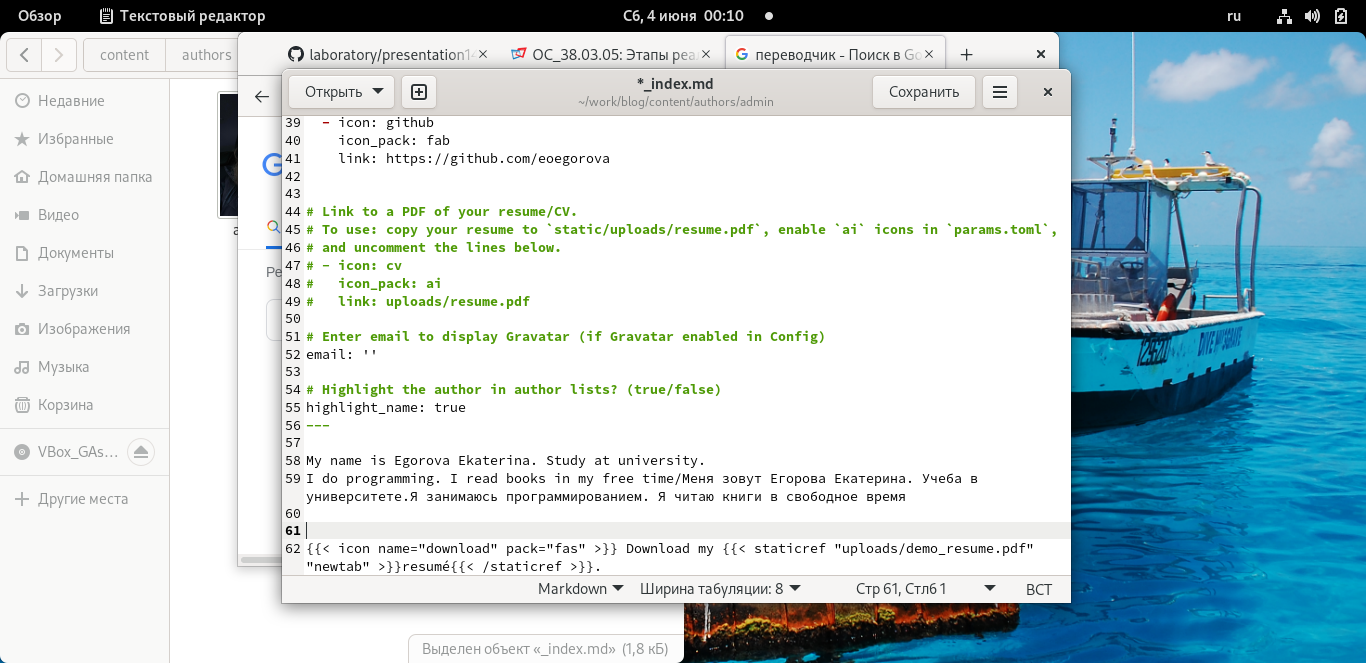 Обзор Текстовый редактор Сб, 4 июня 00:10 ru
content authors
laboratory/presentation14 ОС_38.03.05: Этапы реа переводчик - Поиск в Go
Недавние
Избранные
Домашняя папка
Видео
Документы
Загрузки
Изображения
Музыка
Корзина
VBox_GAs...
Другие места
Открыть *_index.md Сохранить
~/work/blog/content/authors/admin
39 - icon: github
40 icon_pack: fab
41 link: https://github.com/eoegorova
42
43
44 # Link to a PDF of your resume/CV.
45 # To use: copy your resume to `static/uploads/resume.pdf`, enable `ai` icons in `params.toml`,
46 # and uncomment the lines below.
47 # - icon: cv
48 # icon_pack: ai
49 # link: uploads/resume.pdf
50
51 # Enter email to display Gravatar (if Gravatar enabled in Config)
52 email: ''
53
54 # Highlight the author in author lists? (true/false)
55 highlight_name: true
56 ---
57
58 My name is Egorova Ekaterina. Study at university.
59 I do programming. I read books in my free time/Меня зовут Егорова Екатерина. Учеба в
университете.Я занимаюсь программированием. Я читаю книги в свободное время
60
61
62 {{< icon name="download" pack="fas" >}} Download my {{< staticref "uploads/demo_resume.pdf"
"newtab" >}}resumé{{< /staticref >}}.
Markdown Ширина табуляции: 8 Стр 61, Стлб 1 ВСТ
Выделен объект «_index.md» (1,8 кБ)